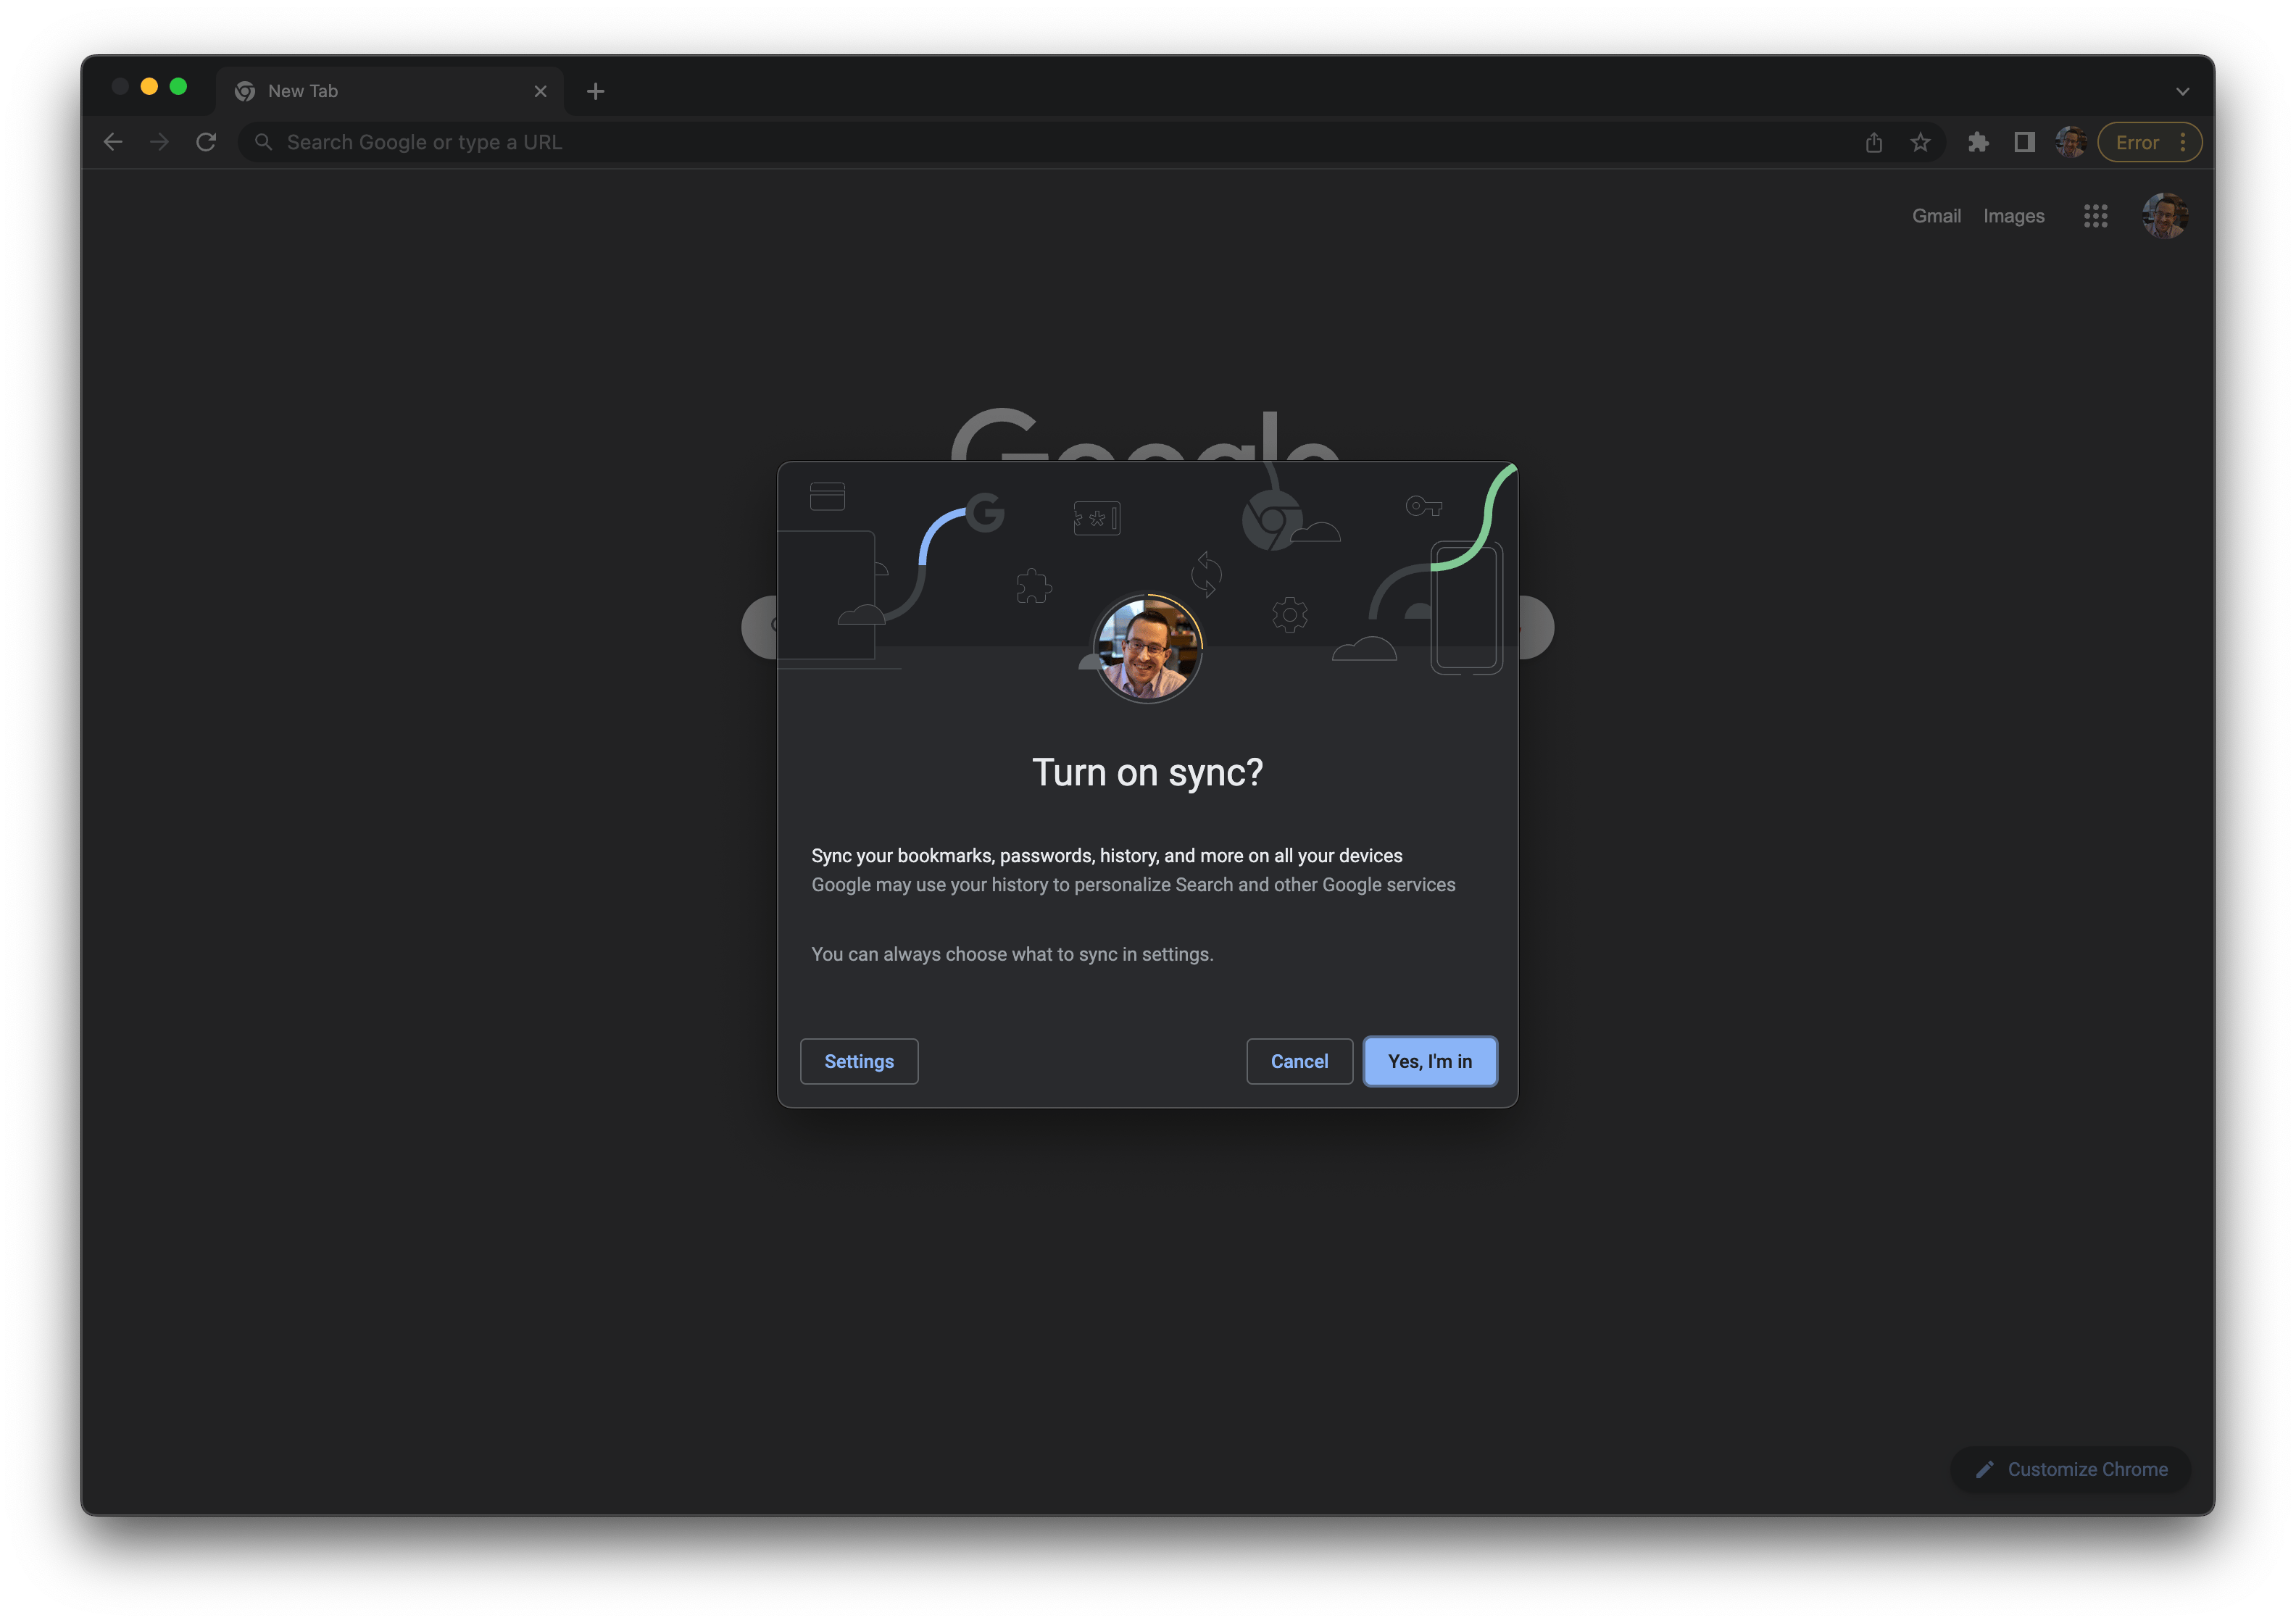 New Tab
Search Google or type a URL
Error
Gmail Images
Google
Turn on sync?
Sync your bookmarks, passwords, history, and more on all your devices
Google may use your history to personalize Search and other Google services
You can always choose what to sync in settings.
Settings Cancel Yes, I'm in
Customize Chrome